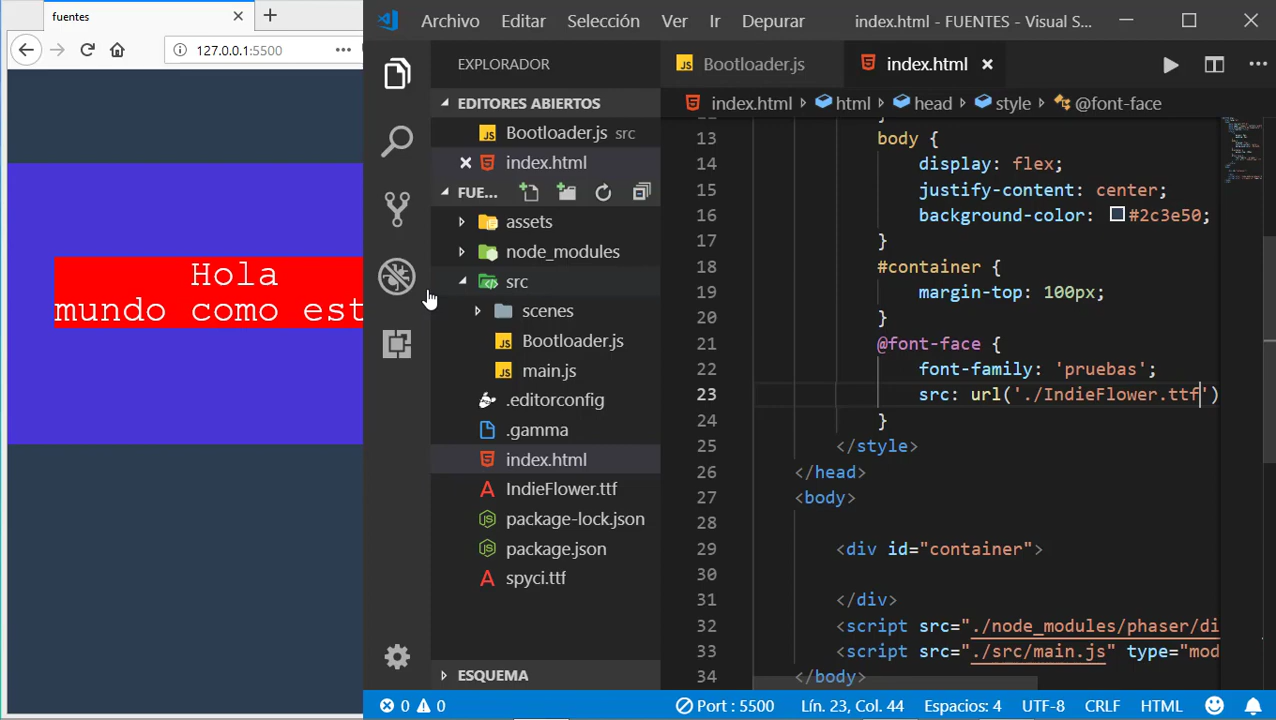 fuentes
127.0.0.1:5500
Hola
mundo como est
Archivo Editar Selección Ver Ir Depurar index.html - FUENTES - Visual S...
EXPLORADOR
EDITORES ABIERTOS
JS Bootloader.js src
index.html
FUE...
assets
node_modules
src
scenes
JS Bootloader.js
JS main.js
.editorconfig
.gamma
index.html
IndieFlower.ttf
package-lock.json
package.json
spyci.ttf
ESQUEMA
JS Bootloader.js index.html
index.html > html > head > style > @font-face
13 body {
14 display: flex;
15 justify-content: center;
16 background-color: #2c3e50;
17 }
18 #container {
19 margin-top: 100px;
20 }
21 @font-face {
22 font-family: 'pruebas';
23 src: url('./IndieFlower.ttf')
24 }
25 </style>
26 </head>
27 <body>
28
29 <div id="container">
30
31 </div>
32 <script src="./node_modules/phaser/di
33 <script src="./src/main.js" type="mod
34 </body>
0 0 Port : 5500 Lín. 23, Col. 44 Espacios: 4 UTF-8 CRLF HTML